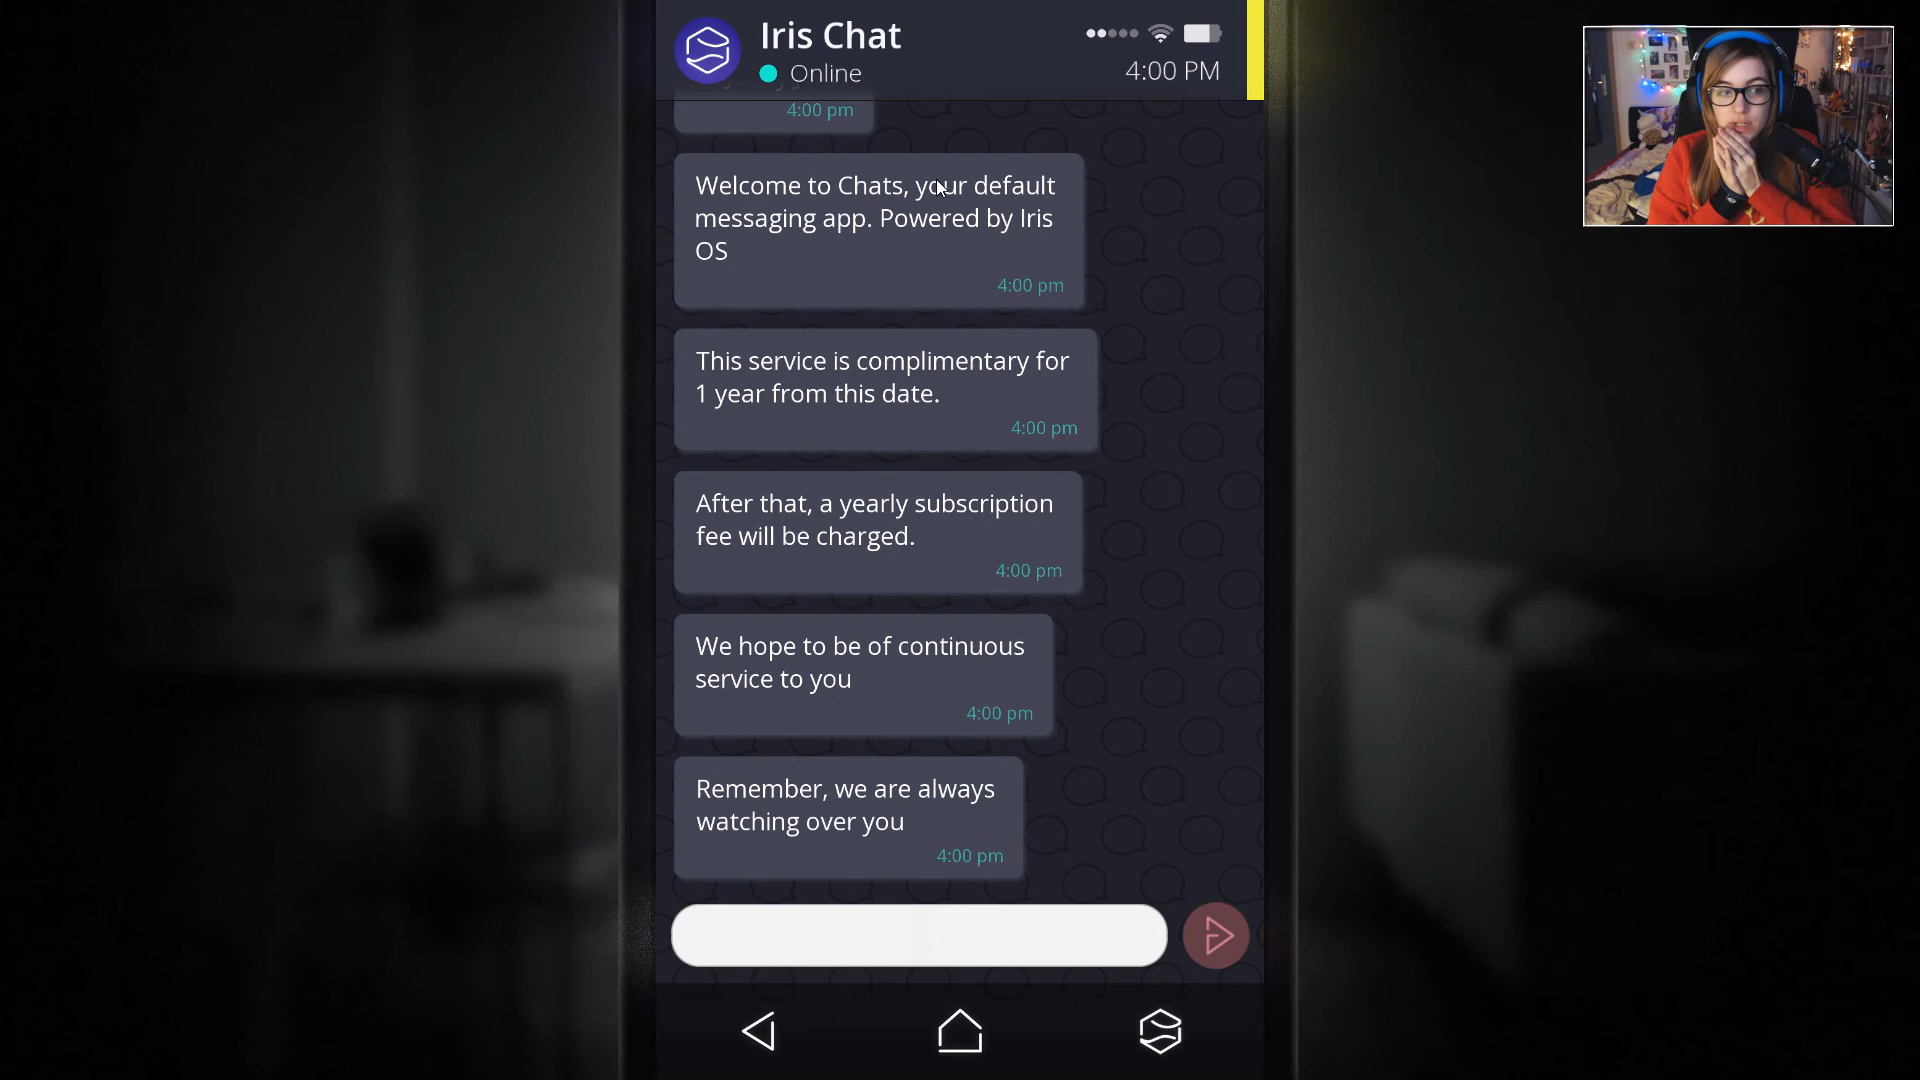 Iris Chat
Online
4:00 PM
4:00 pm
Welcome to Chats, your default
messaging app. Powered by Iris
OS
4:00 pm
This service is complimentary for
1 year from this date.
4:00 pm
After that, a yearly subscription
fee will be charged.
4:00 pm
We hope to be of continuous
service to you
4:00 pm
Remember, we are always
watching over you
4:00 pm